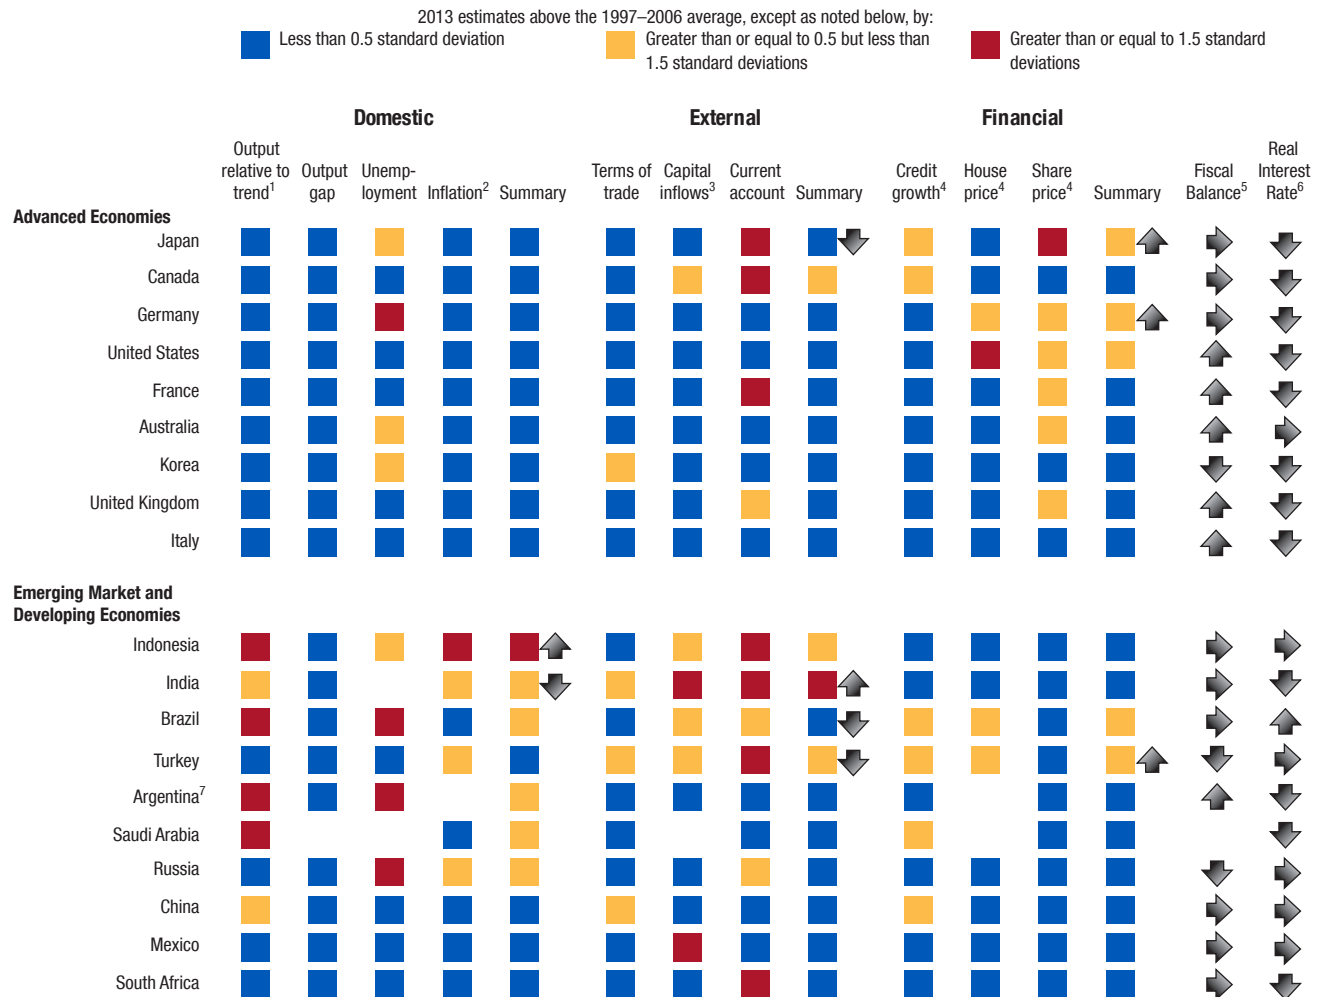 2013 estimates above the 1997–2006 average, except as noted below, by:
Less than 0.5 standard deviation
Greater than or equal to 0.5 but less than
1.5 standard deviations
Greater than or equal to 1.5 standard
deviations
Domestic
External
Financial
Output
relative to
trend1
Output
gap
Unemp-
loyment
Inflation2
Summary
Terms of
trade
Capital
inflows3
Current
account
Summary
Credit
growth4
House
price4
Share
price4
Summary
Fiscal
Balance5
Real
Interest
Rate6
Advanced Economies
Japan
Canada
Germany
United States
France
Australia
Korea
United Kingdom
Italy
Emerging Market and
Developing Economies
Indonesia
India
Brazil
Turkey
Argentina7
Saudi Arabia
Russia
China
Mexico
South Africa